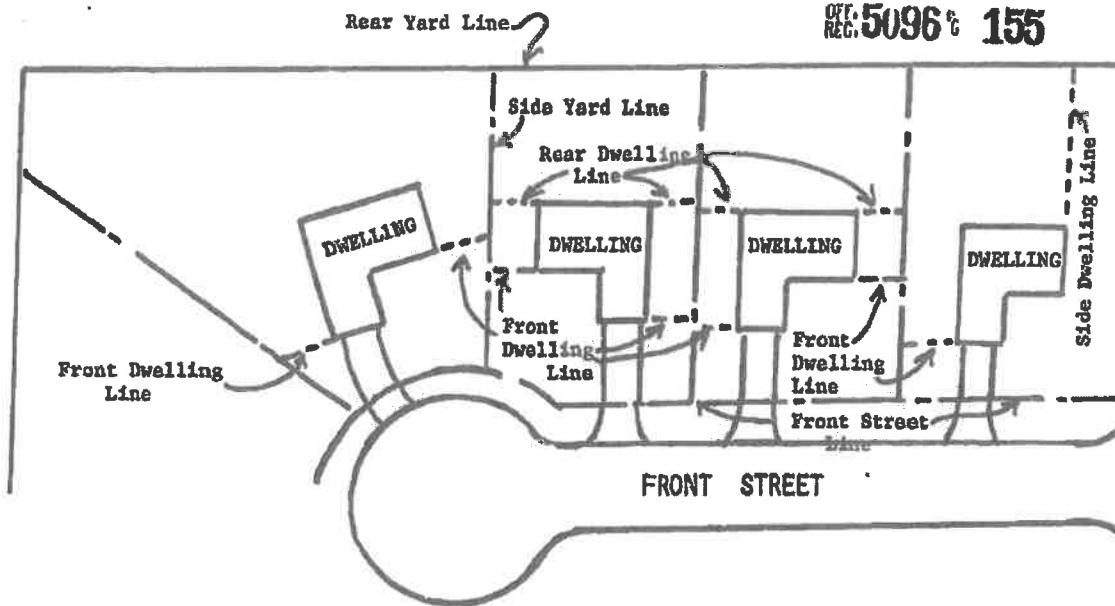 OFF. REC. 5096 PG 155
Rear Yard Line
Side Yard Line
Rear Dwelling
Line
Side Dwelling Line
DWELLING
DWELLING
DWELLING
DWELLING
Front Dwelling
Line
Front
Dwelling
Line
Front
Dwelling
Line
Front Street
Line
FRONT STREET